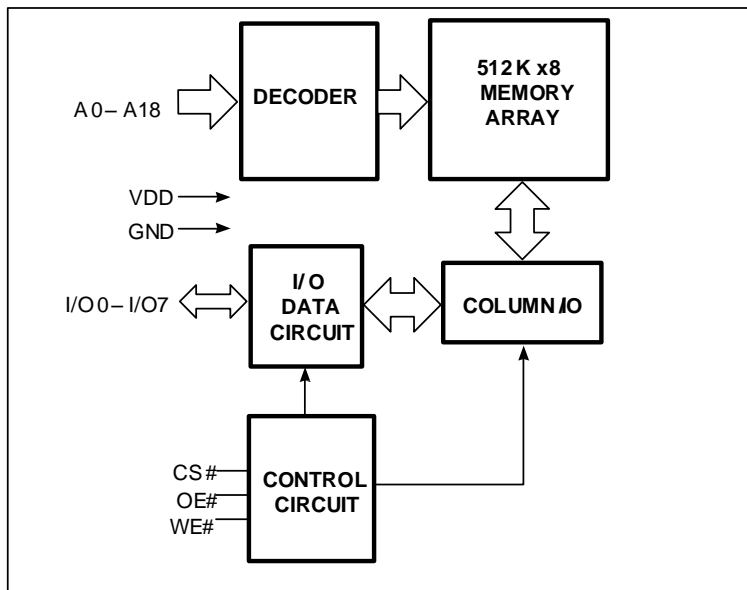 A0–A18
DECODER
512K x8
MEMORY
ARRAY
VDD
GND
I/O0–I/O7
I/O
DATA
CIRCUIT
COLUMN I/O
CS#
OE#
WE#
CONTROL
CIRCUIT